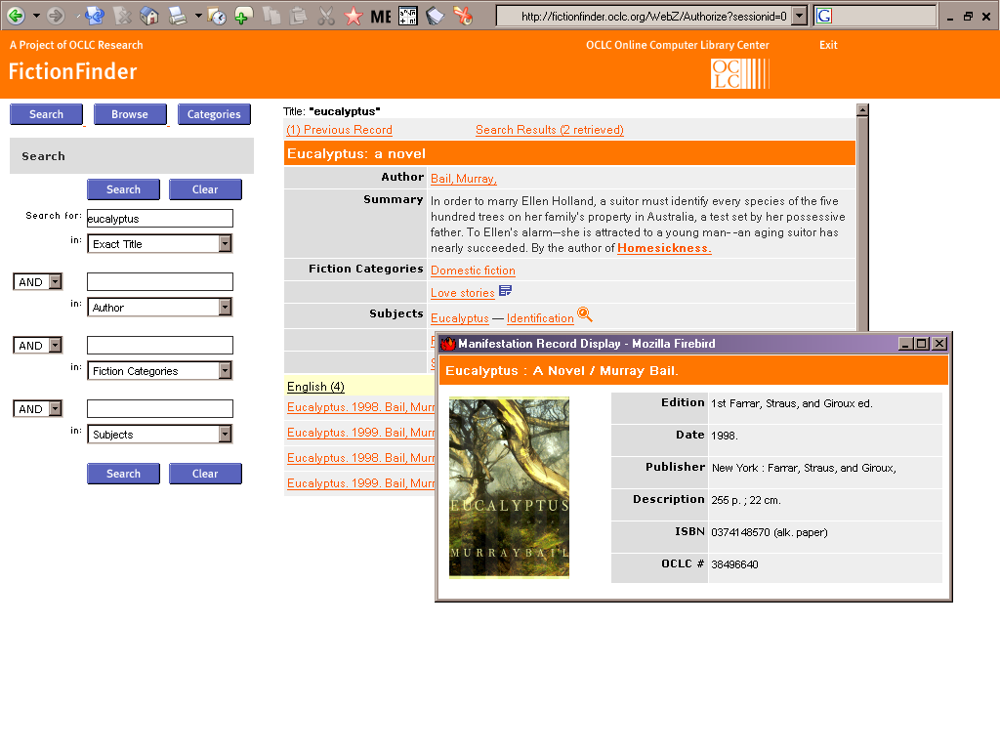 ME
http://fictionfinder.oclc.org/WebZ/Authorize?sessionid=0
G
A Project of OCLC Research
OCLC Online Computer Library Center
Exit
FictionFinder
OC
LC
Search
Browse
Categories
Search
Search
Clear
Search for:
eucalyptus
in:
Exact Title
AND
in:
Author
AND
in:
Fiction Categories
AND
in:
Subjects
Search
Clear
Title: "eucalyptus"
(1) Previous Record
Search Results (2 retrieved)
Eucalyptus: a novel
Author
Bail, Murray,
Summary
In order to marry Ellen Holland, a suitor must identify every species of the five
hundred trees on her family's property in Australia, a test set by her possessive
father. To Ellen's alarm—she is attracted to a young man--an aging suitor has
nearly succeeded. By the author of Homesickness.
Fiction Categories
Domestic fiction
Love stories
Subjects
Eucalyptus — Identification
English (4)
Eucalyptus. 1998. Bail, Murr
Eucalyptus. 1999. Bail, Murr
Eucalyptus. 1998. Bail, Murr
Eucalyptus. 1999. Bail, Murr
Manifestation Record Display - Mozilla Firebird
Eucalyptus : A Novel / Murray Bail.
EUCALYPTUS
MURRAY BAIL
Edition
1st Farrar, Straus, and Giroux ed.
Date
1998.
Publisher
New York : Farrar, Straus, and Giroux,
Description
255 p. ; 22 cm.
ISBN
0374148570 (alk. paper)
OCLC #
38496640